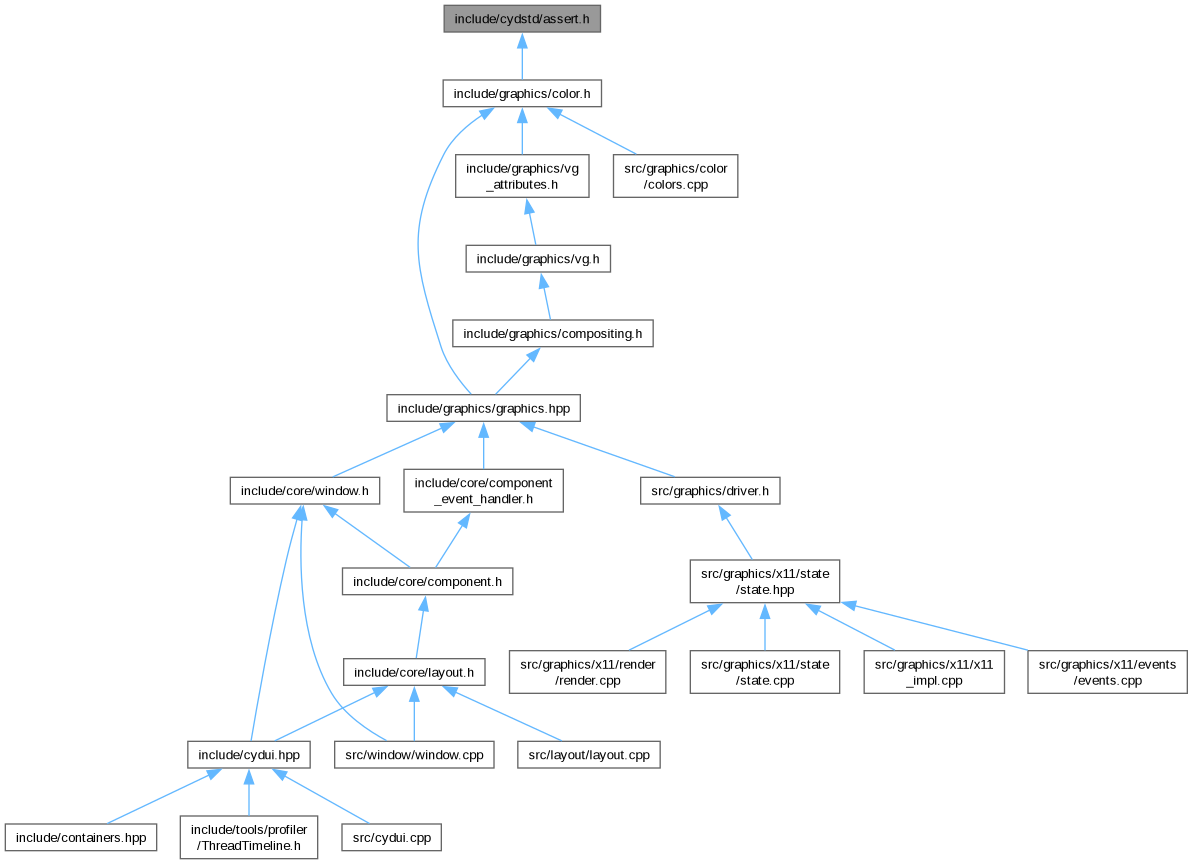 include/cydstd/assert.h
include/graphics/color.h
include/graphics/vg
_attributes.h
src/graphics/color
/colors.cpp
include/graphics/vg.h
include/graphics/compositing.h
include/graphics/graphics.hpp
include/core/window.h
include/core/component
_event_handler.h
src/graphics/driver.h
include/core/component.h
src/graphics/x11/state
/state.hpp
include/core/layout.h
src/graphics/x11/render
/render.cpp
src/graphics/x11/state
/state.cpp
src/graphics/x11/x11
_impl.cpp
src/graphics/x11/events
/events.cpp
include/cydui.hpp
src/window/window.cpp
src/layout/layout.cpp
include/containers.hpp
include/tools/profiler
/ThreadTimeline.h
src/cydui.cpp